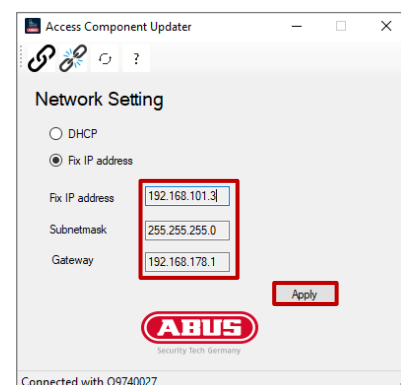 Access Component Updater
?
Network Setting
DHCP
Fix IP address
Fix IP address 192.168.101.3
Subnetmask 255.255.255.0
Gateway 192.168.178.1
Apply
ABUS
Security Tech Germany
Connected with O9740027